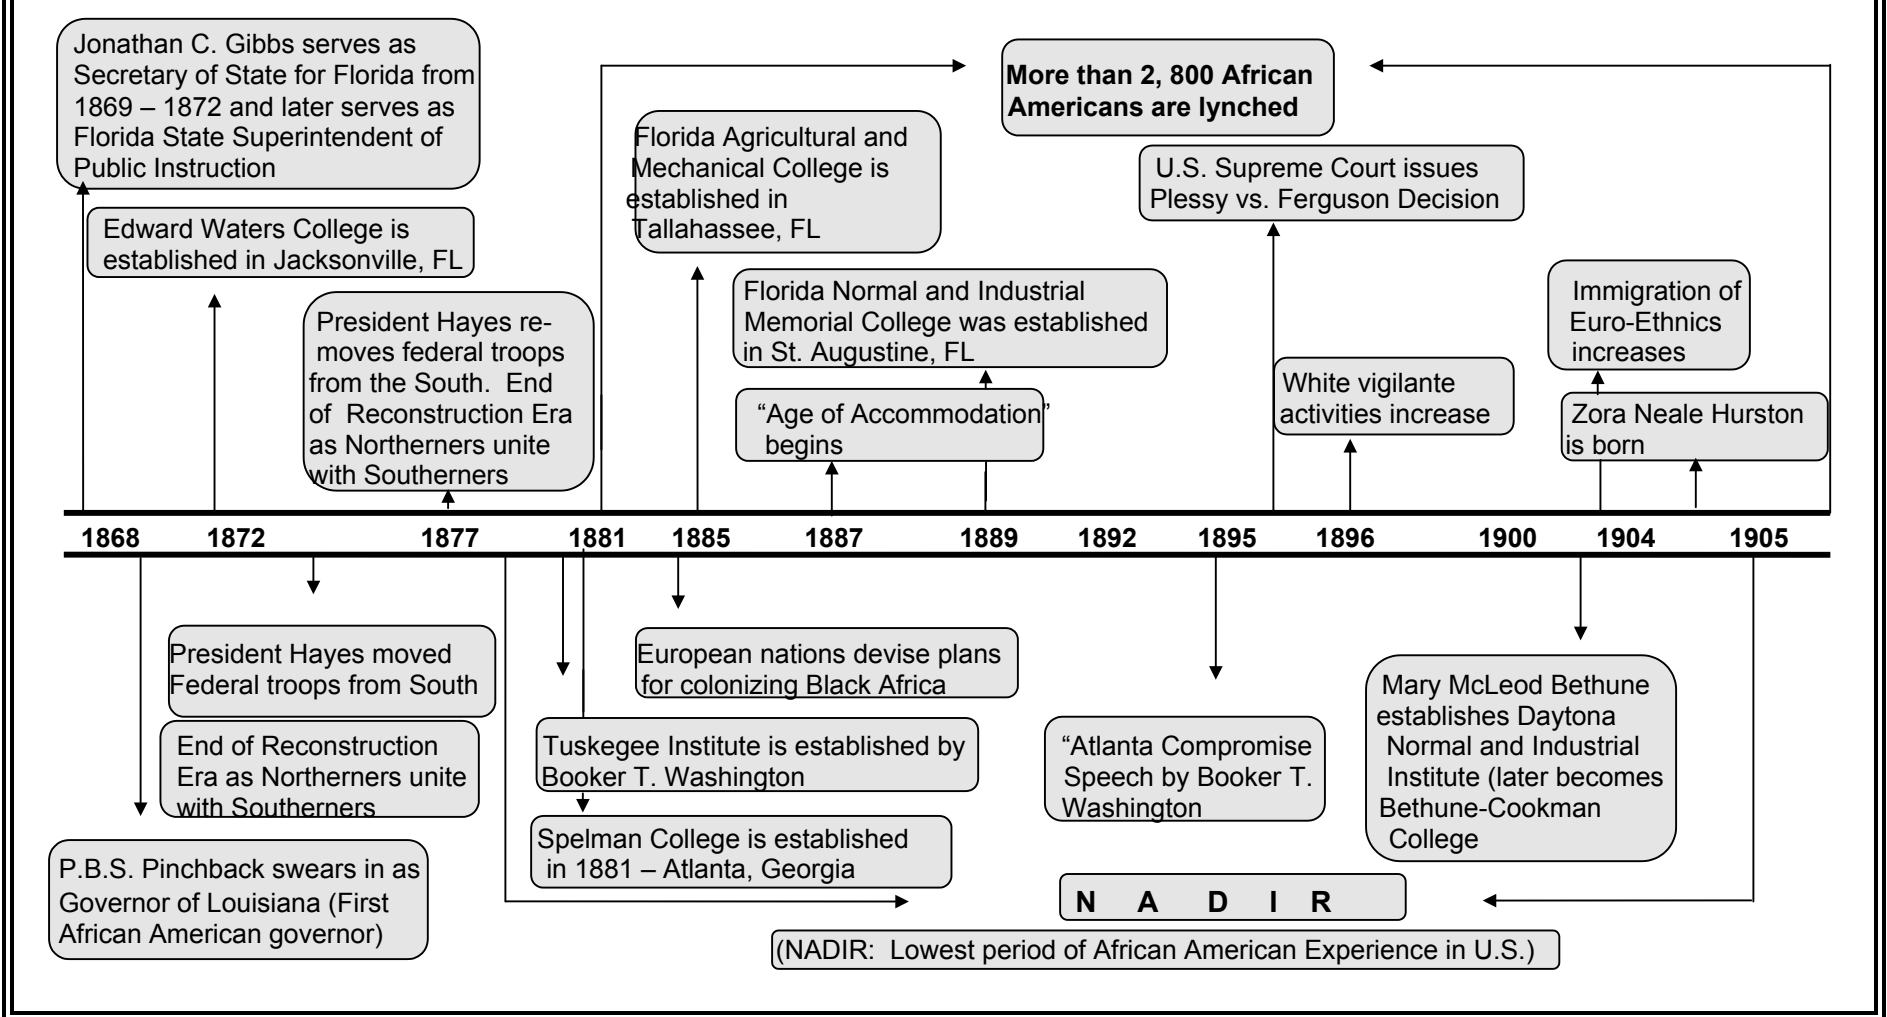 Jonathan C. Gibbs serves as
Secretary of State for Florida from
1869 – 1872 and later serves as
Florida State Superintendent of
Public Instruction
Edward Waters College is
established in Jacksonville, FL
President Hayes re-
moves federal troops
from the South. End
of Reconstruction Era
as Northerners unite
with Southerners
More than 2, 800 African
Americans are lynched
Florida Agricultural and
Mechanical College is
established in
Tallahassee, FL
Florida Normal and Industrial
Memorial College was established
in St. Augustine, FL
“Age of Accommodation”
begins
U.S. Supreme Court issues
Plessy vs. Ferguson Decision
White vigilante
activities increase
Immigration of
Euro-Ethnics
increases
Zora Neale Hurston
is born
1868 1872 1877 1881 1885 1887 1889 1892 1895 1896 1900 1904 1905
President Hayes moved
Federal troops from South
End of Reconstruction
Era as Northerners unite
with Southerners
P.B.S. Pinchback swears in as
Governor of Louisiana (First
African American governor)
European nations devise plans
for colonizing Black Africa
Tuskegee Institute is established by
Booker T. Washington
Spelman College is established
in 1881 – Atlanta, Georgia
“Atlanta Compromise
Speech by Booker T.
Washington
Mary McLeod Bethune
establishes Daytona
Normal and Industrial
Institute (later becomes
Bethune-Cookman
College
N A D I R
(NADIR: Lowest period of African American Experience in U.S.)